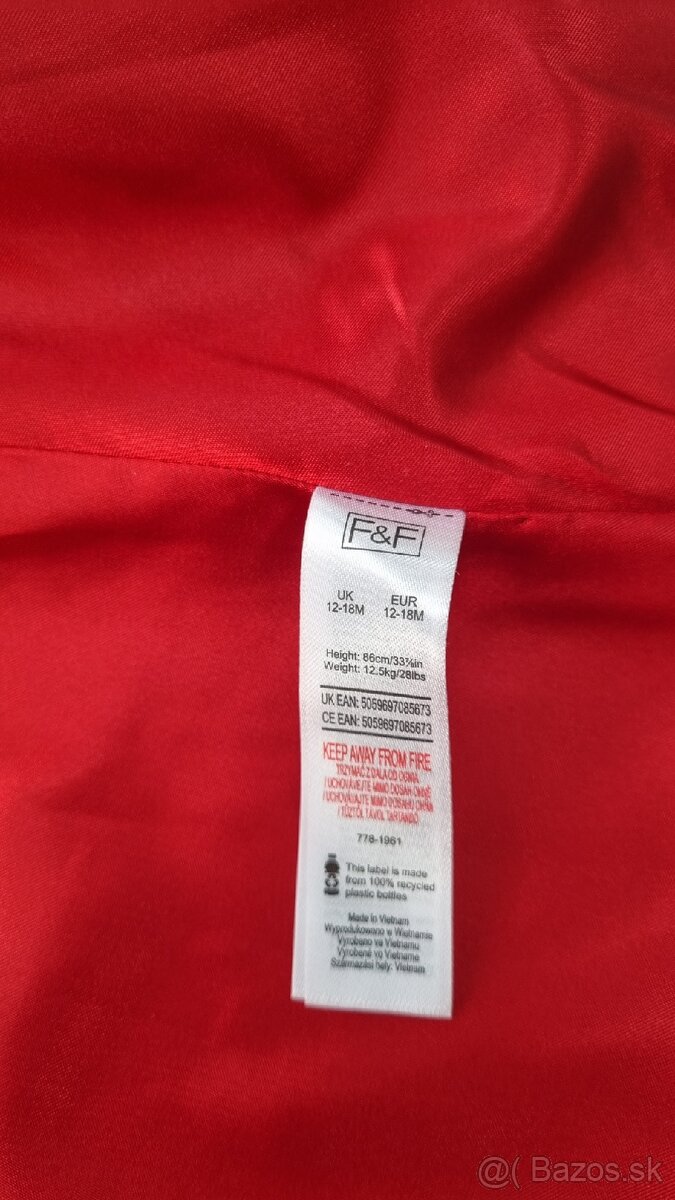 F&F
UK EUR
12-18M 12-18M
Height: 86cm/33⅞in
Weight: 12.5kg/28lbs
UK EAN: 5059697085673
CE EAN: 5059697085673
KEEP AWAY FROM FIRE
TRZYMAĆ Z DALA OD OGNIA
/ UCHOVÁVEJTE MIMO DOSAH OHNĚ
/ UCHOVÁVAJTE MIMO DOSAHU OHŇA
/ TŰZTŐL TÁVOL TARTANDÓ
778-1961
This label is made
from 100% recycled
plastic bottles
Made in Vietnam
Wyprodukowano w Wietnamie
Vyrobeno ve Vietnamu
Vyrobené vo Vietname
Származási hely: Vietnam
@( Bazos.sk